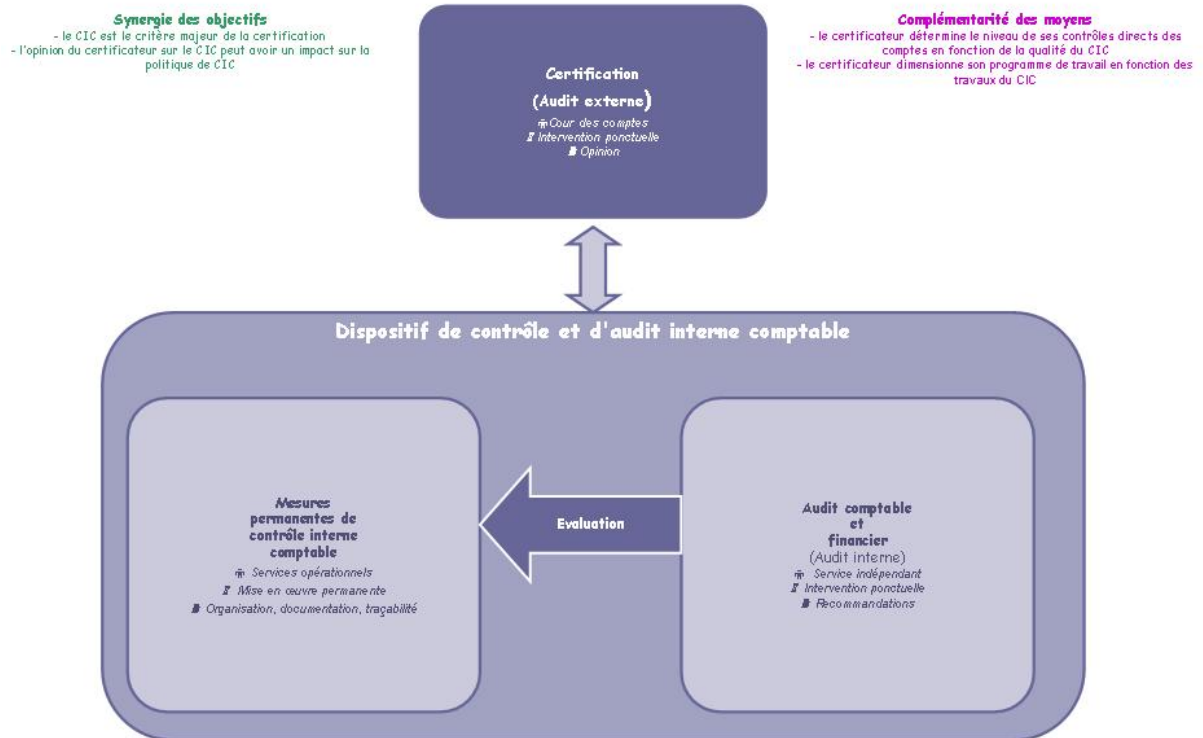 Synergie des objectifs
- le CIC est le critère majeur de la certification
- l'opinion du certificateur sur le CIC peut avoir un impact sur la
politique de CIC
Complémentarité des moyens
- le certificateur détermine le niveau de ses contrôles directs des
comptes en fonction de la qualité du CIC
- le certificateur dimensionne son programme de travail en fonction des
travaux du CIC
Certification
(Audit externe)
Cour des comptes
Intervention ponctuelle
Opinion
Dispositif de contrôle et d'audit interne comptable
Mesures
permanentes de
contrôle interne
comptable
Services opérationnels
Mise en œuvre permanente
Organisation, documentation, traçabilité
Evaluation
Audit comptable
et
financier
(Audit interne)
Service indépendant
Intervention ponctuelle
Recommandations